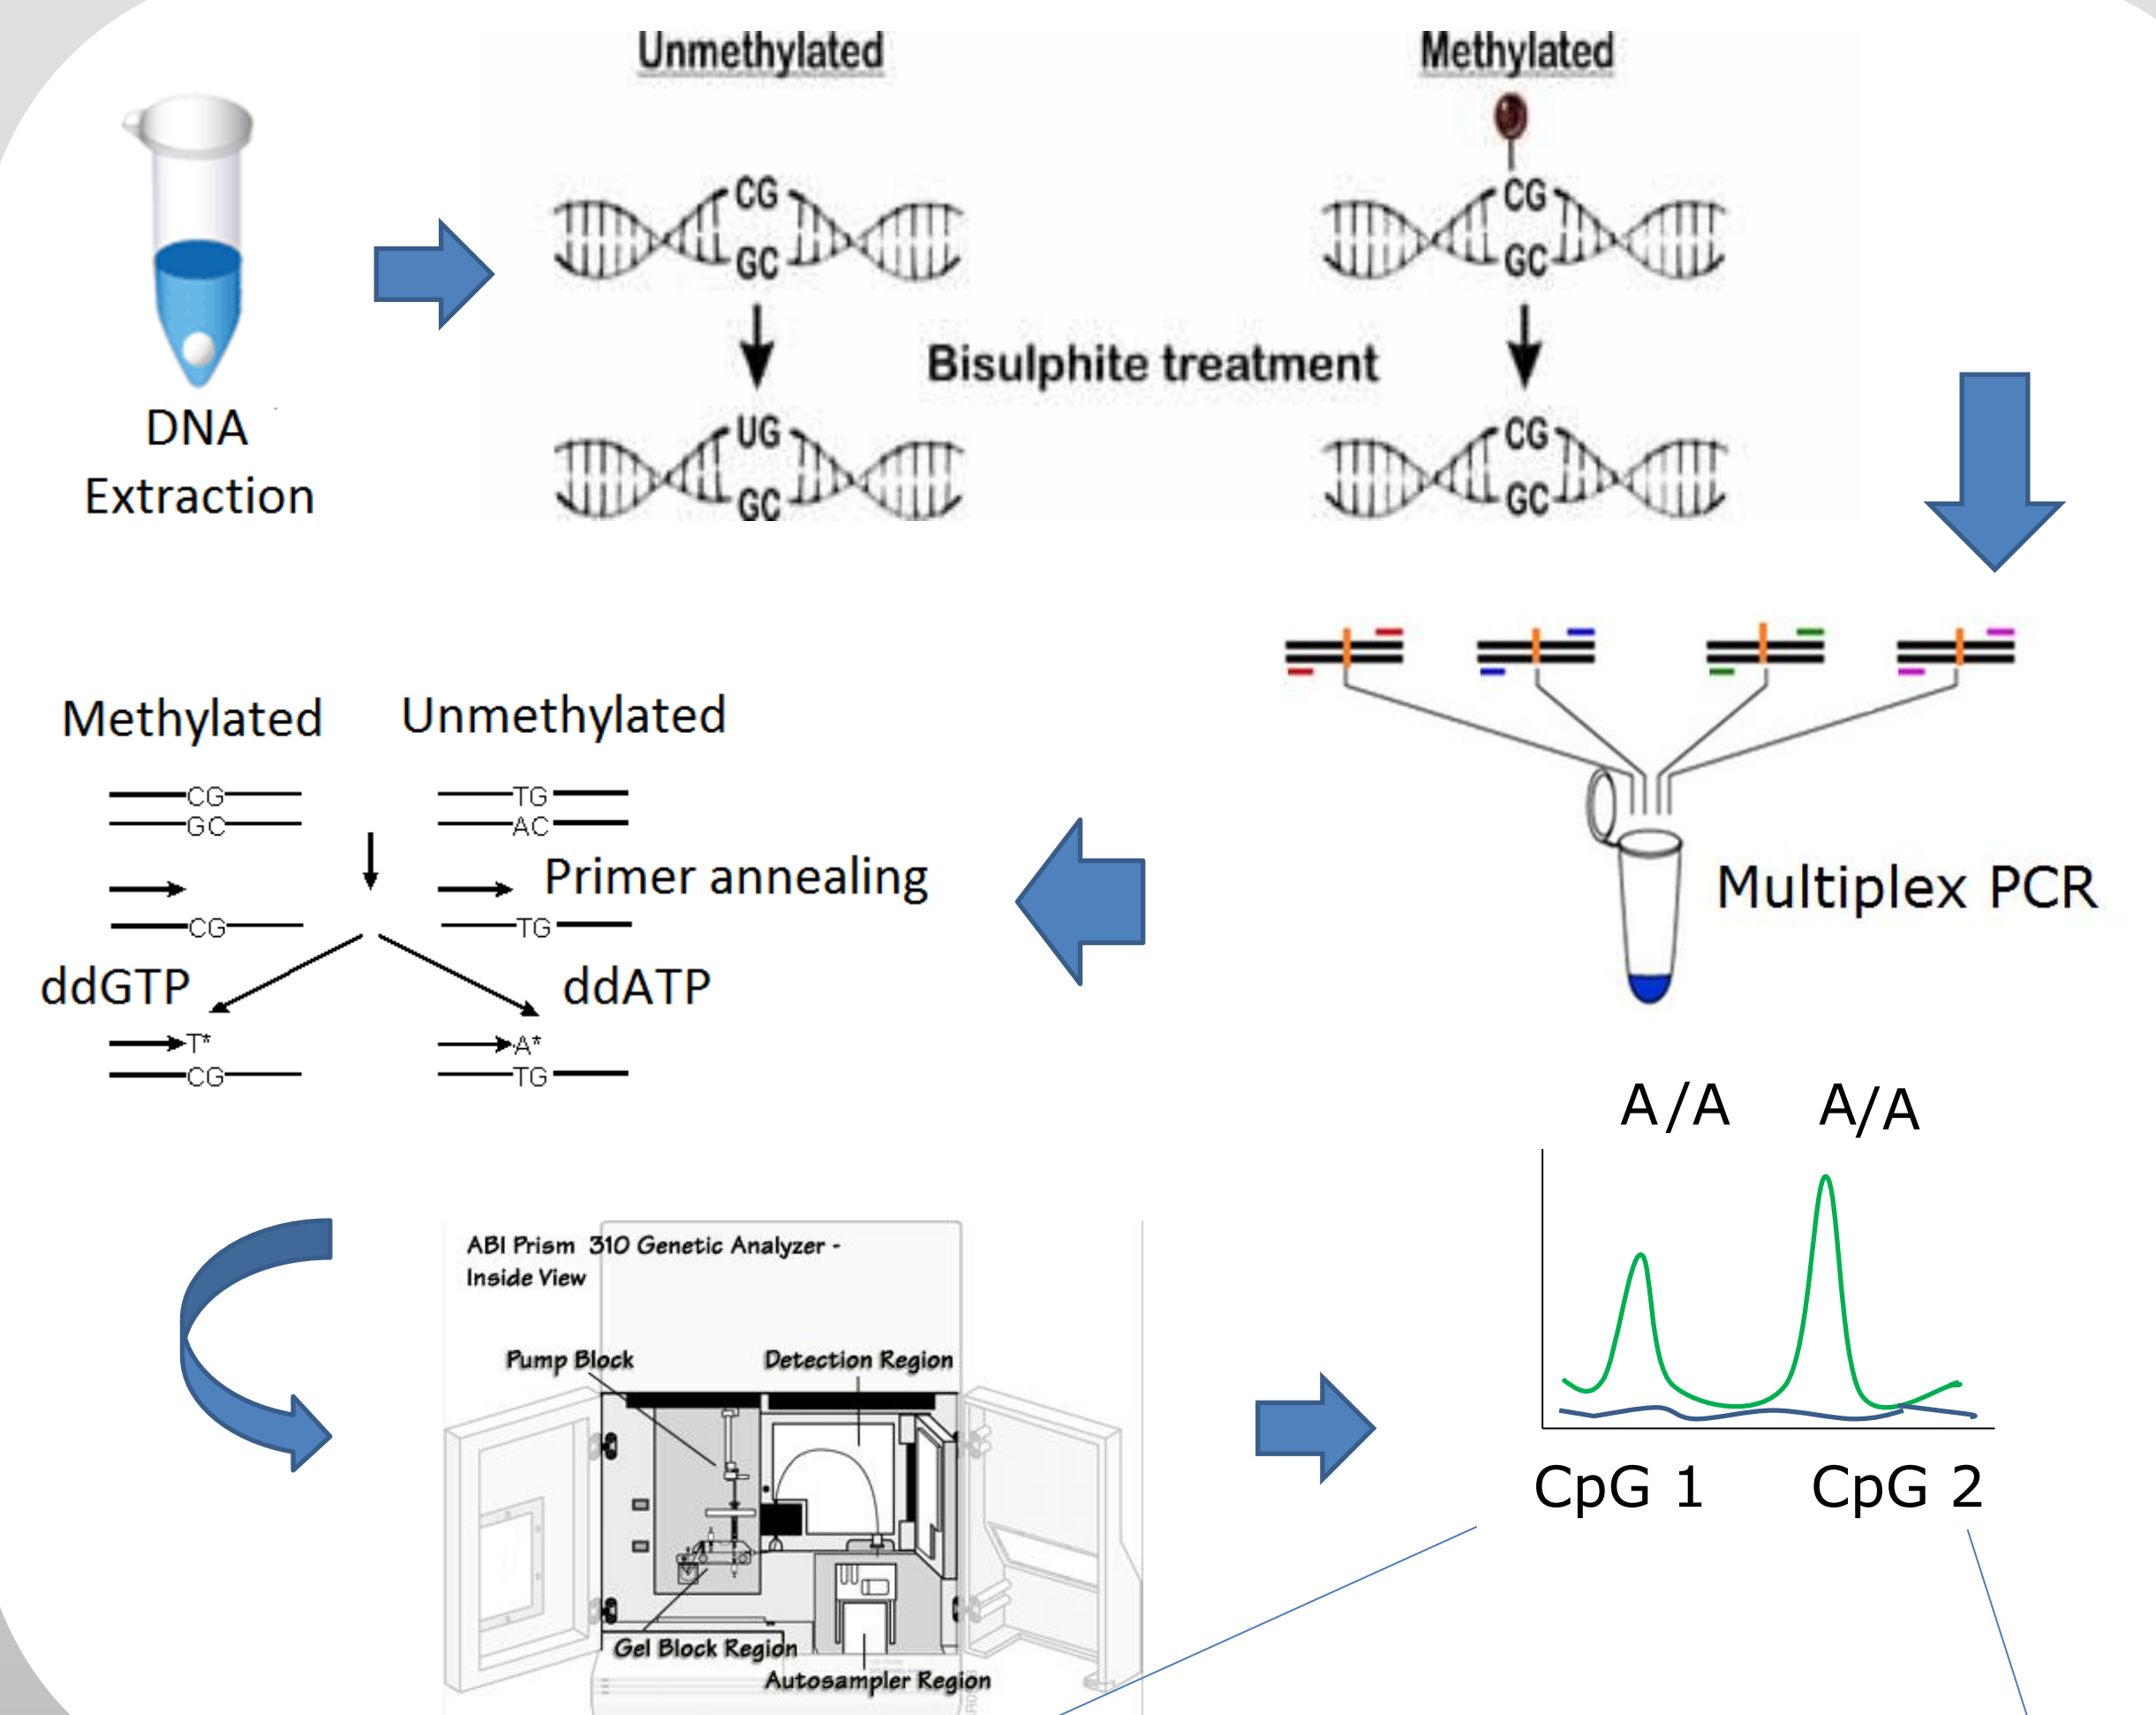 Unmethylated
Methylated
CG
GC
CG
GC
Bisulphite treatment
UG
GC
CG
GC
DNA
Extraction
Multiplex PCR
Methylated
Unmethylated
CG
GC
TG
AC
Primer annealing
CG
TG
ddGTP
ddATP
T*
A*
CG
TG
ABI Prism 310 Genetic Analyzer -
Inside View
Pump Block
Detection Region
Gel Block Region
Autosampler Region
A/A
A/A
CpG 1
CpG 2